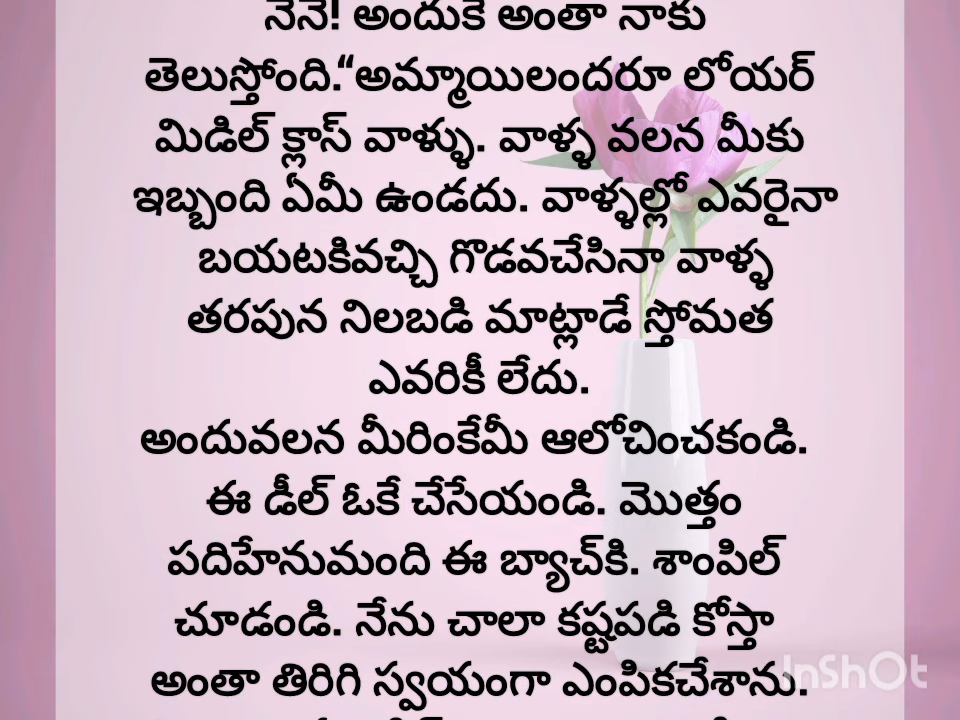 నేనే! అందుకే అంతా నాకు
తెలుస్తోంది.“అమ్మాయిలందరూ లోయర్
మిడిల్ క్లాస్ వాళ్ళు. వాళ్ళ వలన మీకు
ఇబ్బంది ఏమీ ఉండదు. వాళ్ళల్లో ఎవరైనా
బయటకివచ్చి గొడవచేసినా వాళ్ళ
తరపున నిలబడి మాట్లాడే స్తోమత
ఎవరికీ లేదు.
అందువలన మీరింకేమీ ఆలోచించకండి.
ఈ డీల్ ఓకే చేసేయండి. మొత్తం
పదిహేనుమంది ఈ బ్యాచ్‌కి. శాంపిల్
చూడండి. నేను చాలా కష్టపడి కోస్తా
అంతా తిరిగి స్వయంగా ఎంపికచేశాను.
InShOt